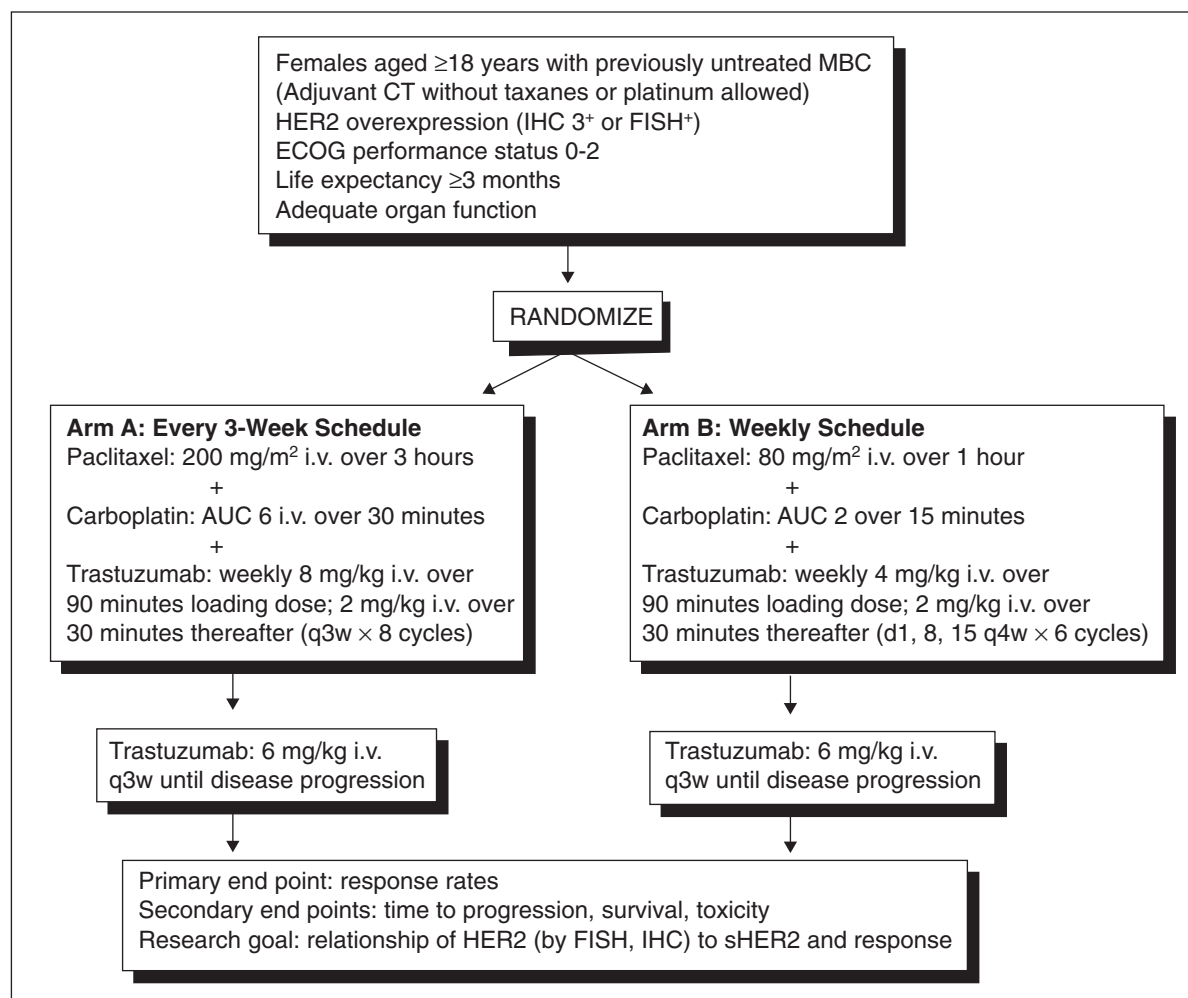 Females aged ≥18 years with previously untreated MBC
(Adjuvant CT without taxanes or platinum allowed)
HER2 overexpression (IHC 3⁺ or FISH⁺)
ECOG performance status 0-2
Life expectancy ≥3 months
Adequate organ function
RANDOMIZE
Arm A: Every 3-Week Schedule
Paclitaxel: 200 mg/m² i.v. over 3 hours
+
Carboplatin: AUC 6 i.v. over 30 minutes
+
Trastuzumab: weekly 8 mg/kg i.v. over
90 minutes loading dose; 2 mg/kg i.v. over
30 minutes thereafter (q3w × 8 cycles)
Arm B: Weekly Schedule
Paclitaxel: 80 mg/m² i.v. over 1 hour
+
Carboplatin: AUC 2 over 15 minutes
+
Trastuzumab: weekly 4 mg/kg i.v. over
90 minutes loading dose; 2 mg/kg i.v. over
30 minutes thereafter (d1, 8, 15 q4w × 6 cycles)
Trastuzumab: 6 mg/kg i.v.
q3w until disease progression
Trastuzumab: 6 mg/kg i.v.
q3w until disease progression
Primary end point: response rates
Secondary end points: time to progression, survival, toxicity
Research goal: relationship of HER2 (by FISH, IHC) to sHER2 and response